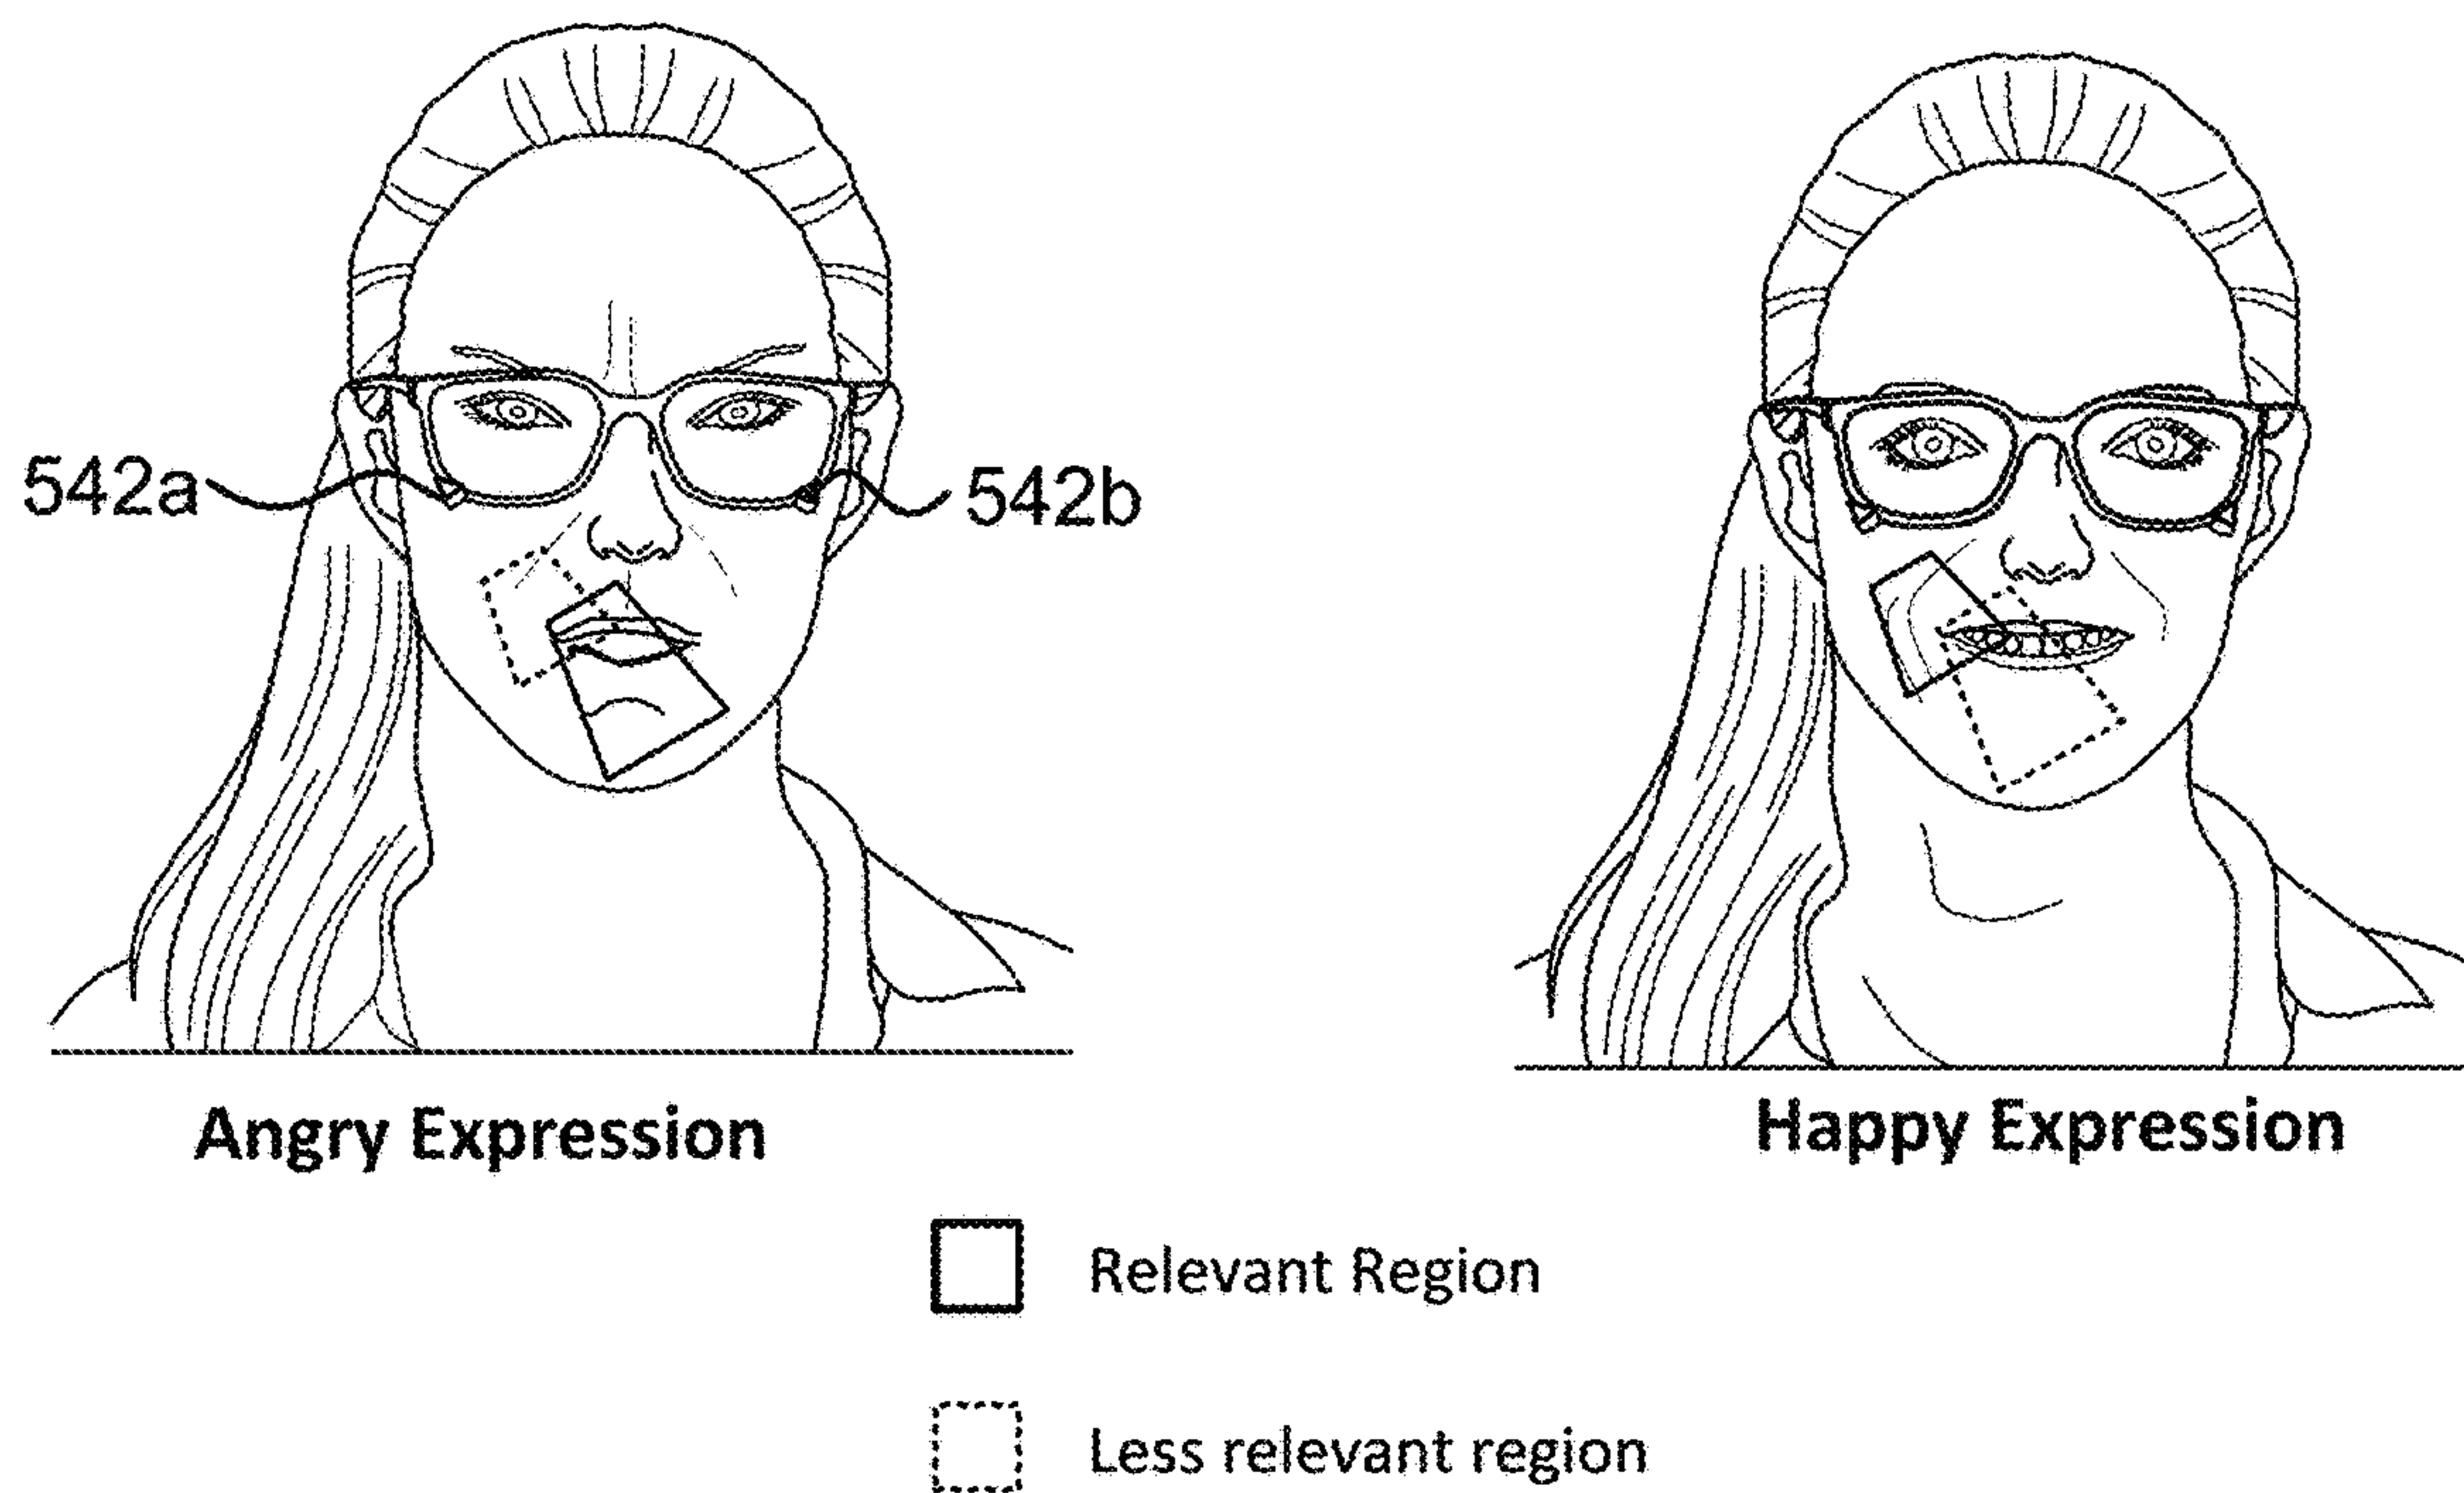 542a
542b
Angry Expression
Happy Expression
Relevant Region
Less relevant region